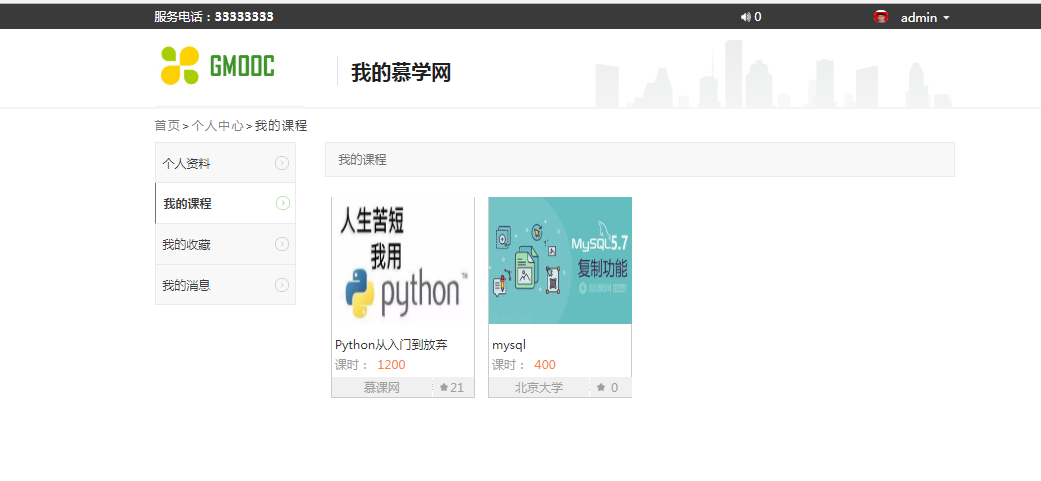 服务电话：33333333
0
admin
GMOOC
我的慕学网
首页>个人中心>我的课程
个人资料
我的课程
我的收藏
我的消息
我的课程
人生苦短
我用
python
MySQL5.7
复制功能
Python从入门到放弃
课时： 1200
慕课网
21
mysql
课时： 400
北京大学
0